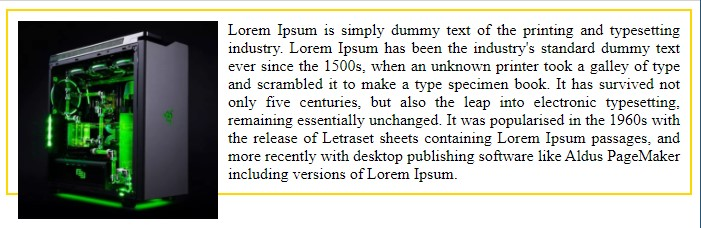 Lorem Ipsum is simply dummy text of the printing and typesetting
industry. Lorem Ipsum has been the industry's standard dummy text
ever since the 1500s, when an unknown printer took a galley of type
and scrambled it to make a type specimen book. It has survived not
only five centuries, but also the leap into electronic typesetting,
remaining essentially unchanged. It was popularised in the 1960s with
the release of Letraset sheets containing Lorem Ipsum passages, and
more recently with desktop publishing software like Aldus PageMaker
including versions of Lorem Ipsum.